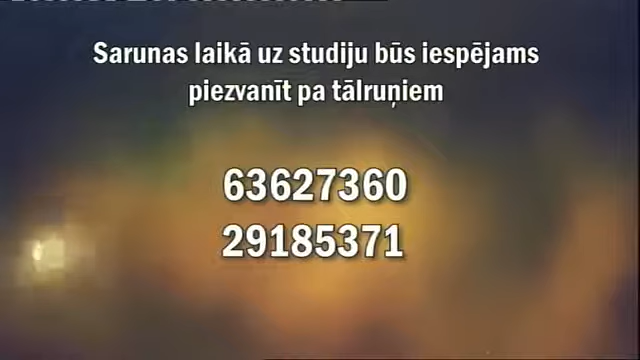 Sarunas laikā uz studiju būs iespējams
piezvanīt pa tālruņiem
63627360
29185371